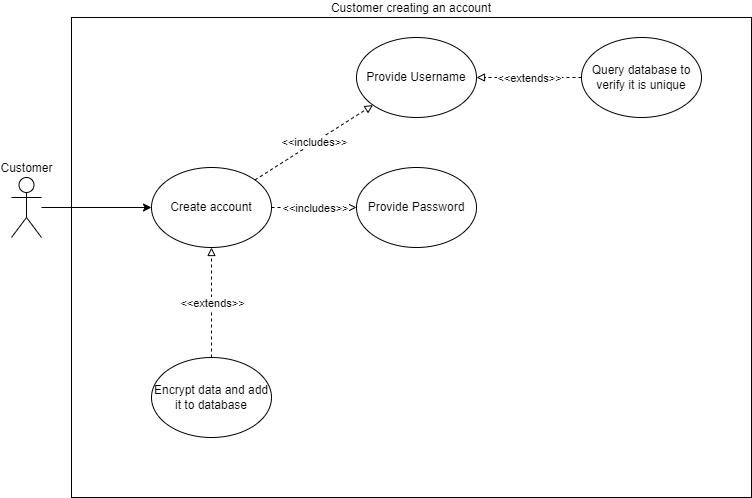 Customer creating an account
Provide Username
<<extends>>
Query database to
verify it is unique
<<includes>>
Customer
Create account
<<includes>>
Provide Password
<<extends>>
Encrypt data and add
it to database